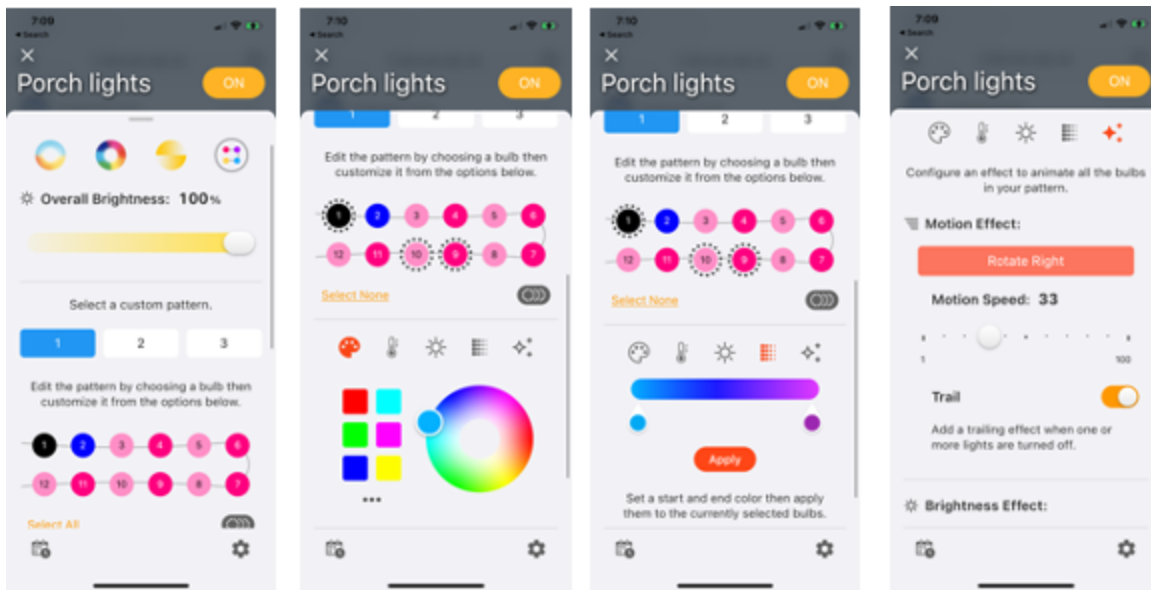 7:09
Search
Porch lights
ON
Overall Brightness: 100%
Select a custom pattern.
1 2 3
Edit the pattern by choosing a bulb then
customize it from the options below.
1 2 3 4 5 6
12 11 10 9 8 7
Select All
7:10
Search
Porch lights
ON
1 2 3
Edit the pattern by choosing a bulb then
customize it from the options below.
1 2 3 4 5 6
12 11 10 9 8 7
Select None
7:10
Search
Porch lights
ON
1 2 3
Edit the pattern by choosing a bulb then
customize it from the options below.
1 2 3 4 5 6
12 11 10 9 8 7
Select None
Apply
Set a start and end color then apply
them to the currently selected bulbs.
7:09
Search
Porch lights
ON
Configure an effect to animate all the bulbs
in your pattern.
Motion Effect:
Rotate Right
Motion Speed: 33
1 100
Trail
Add a trailing effect when one or
more lights are turned off.
Brightness Effect: